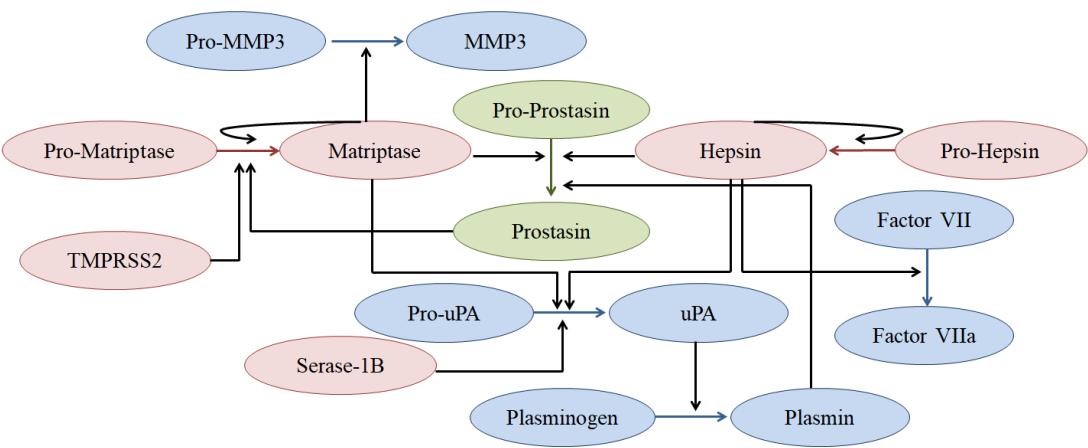 Pro-MMP3
MMP3
Pro-Prostasin
Pro-Matriptase
Matriptase
Hepsin
Pro-Hepsin
Factor VII
Prostasin
TMPRSS2
Pro-uPA
uPA
Factor VIIa
Serase-1B
Plasminogen
Plasmin